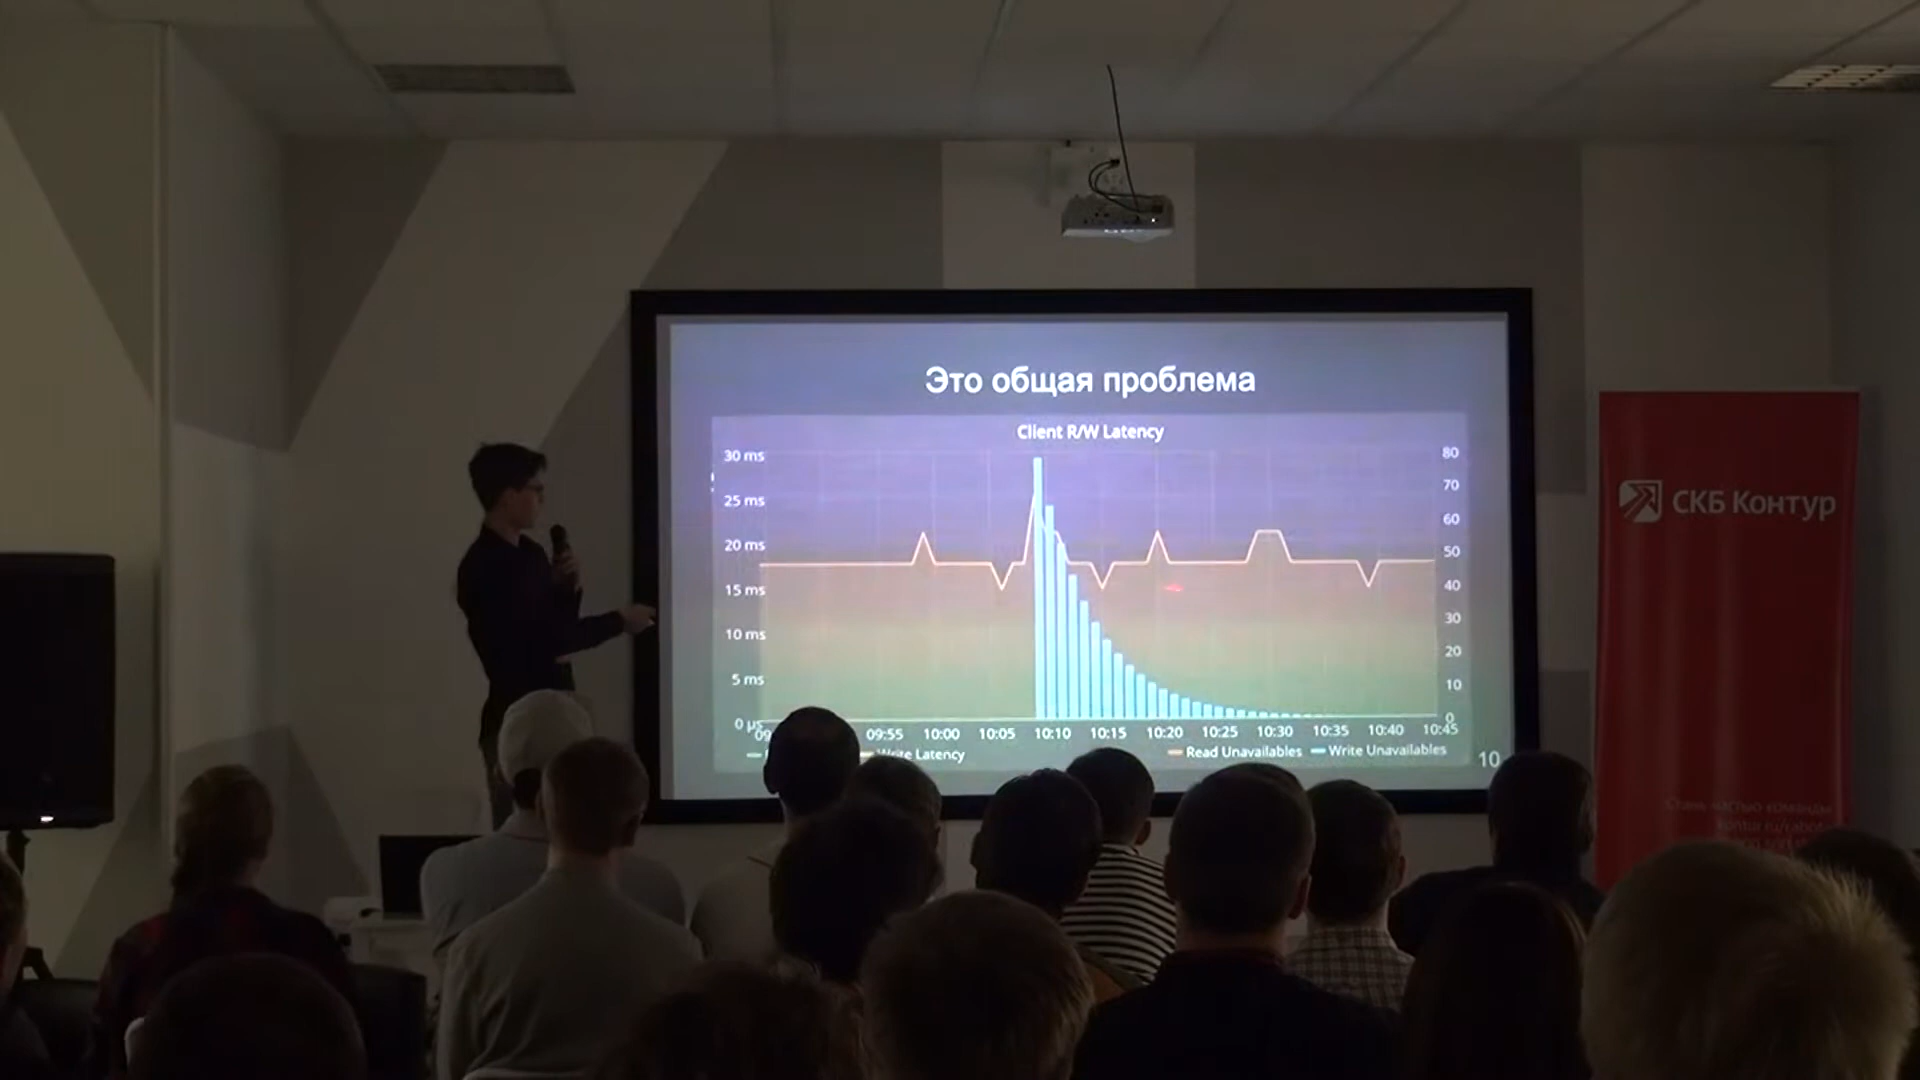 Это общая проблема
Client R/W Latency
30 ms
25 ms
20 ms
15 ms
10 ms
5 ms
0 µs
80
70
60
50
40
30
20
10
0
09:55 10:00 10:05 10:10 10:15 10:20 10:25 10:30 10:35 10:40 10:45
Write Latency
Read Unavailables Write Unavailables
10
СКБ Контур